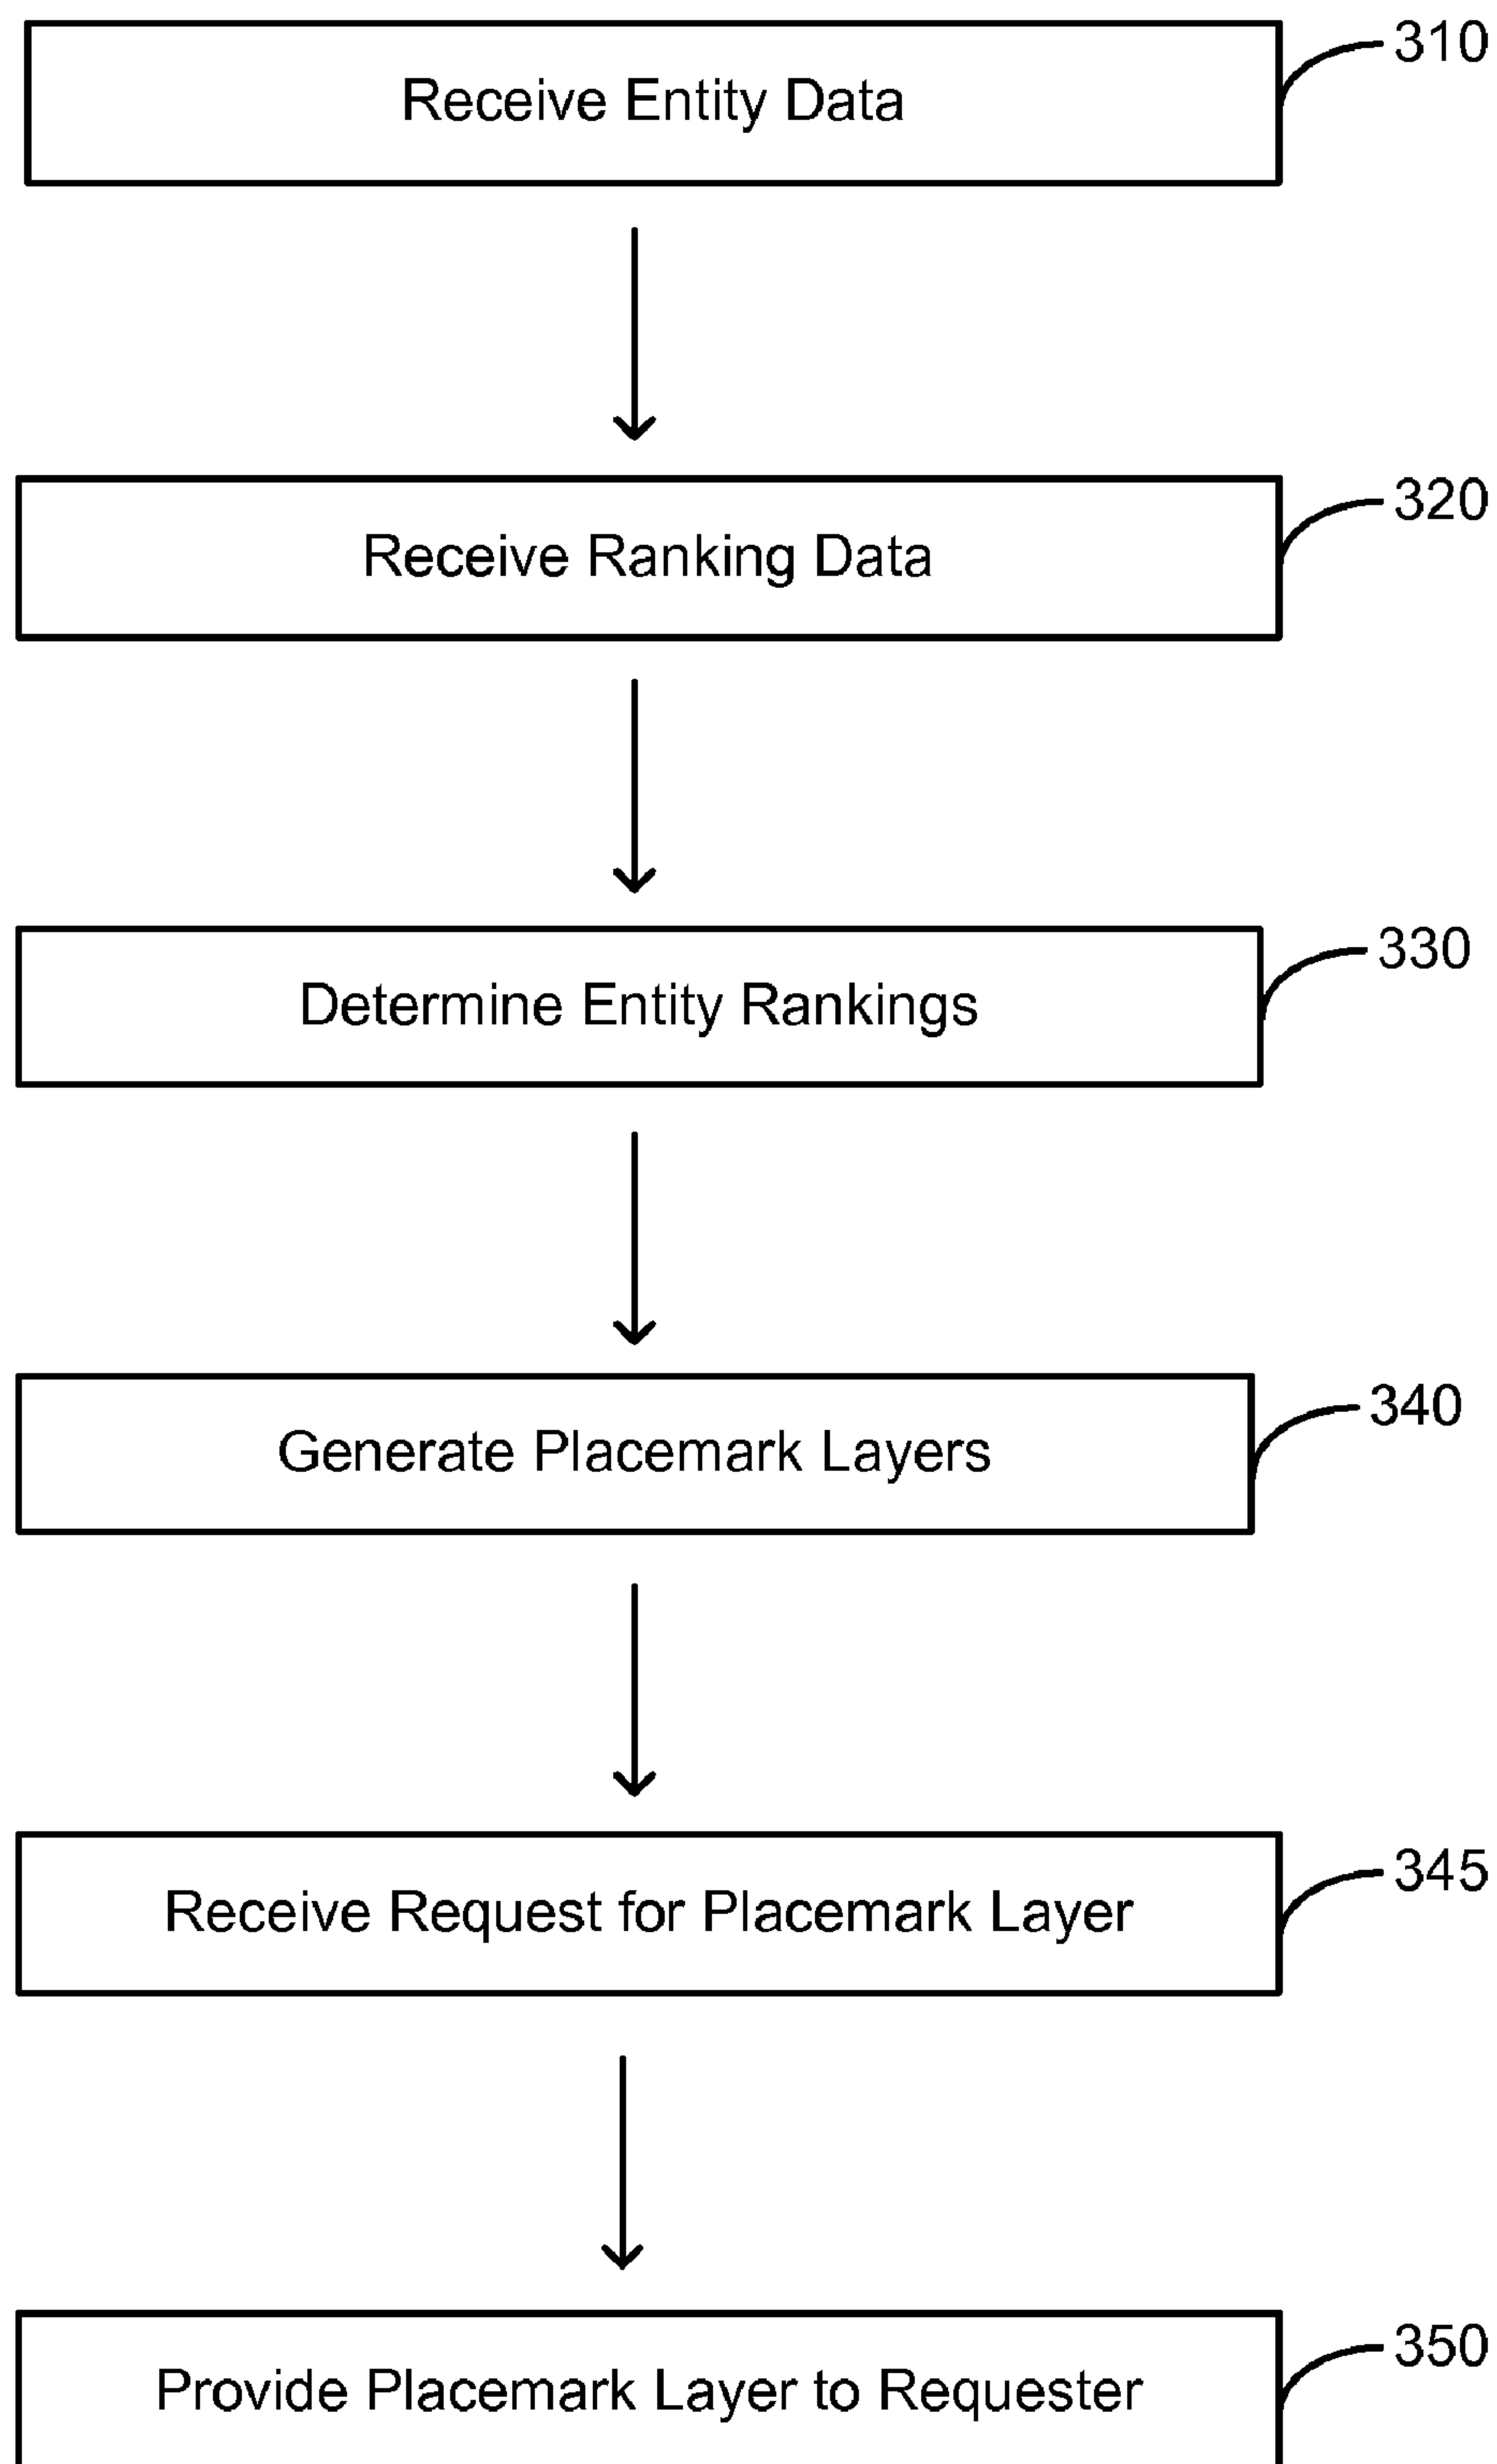 310
Receive Entity Data
320
Receive Ranking Data
330
Determine Entity Rankings
340
Generate Placemark Layers
345
Receive Request for Placemark Layer
350
Provide Placemark Layer to Requester